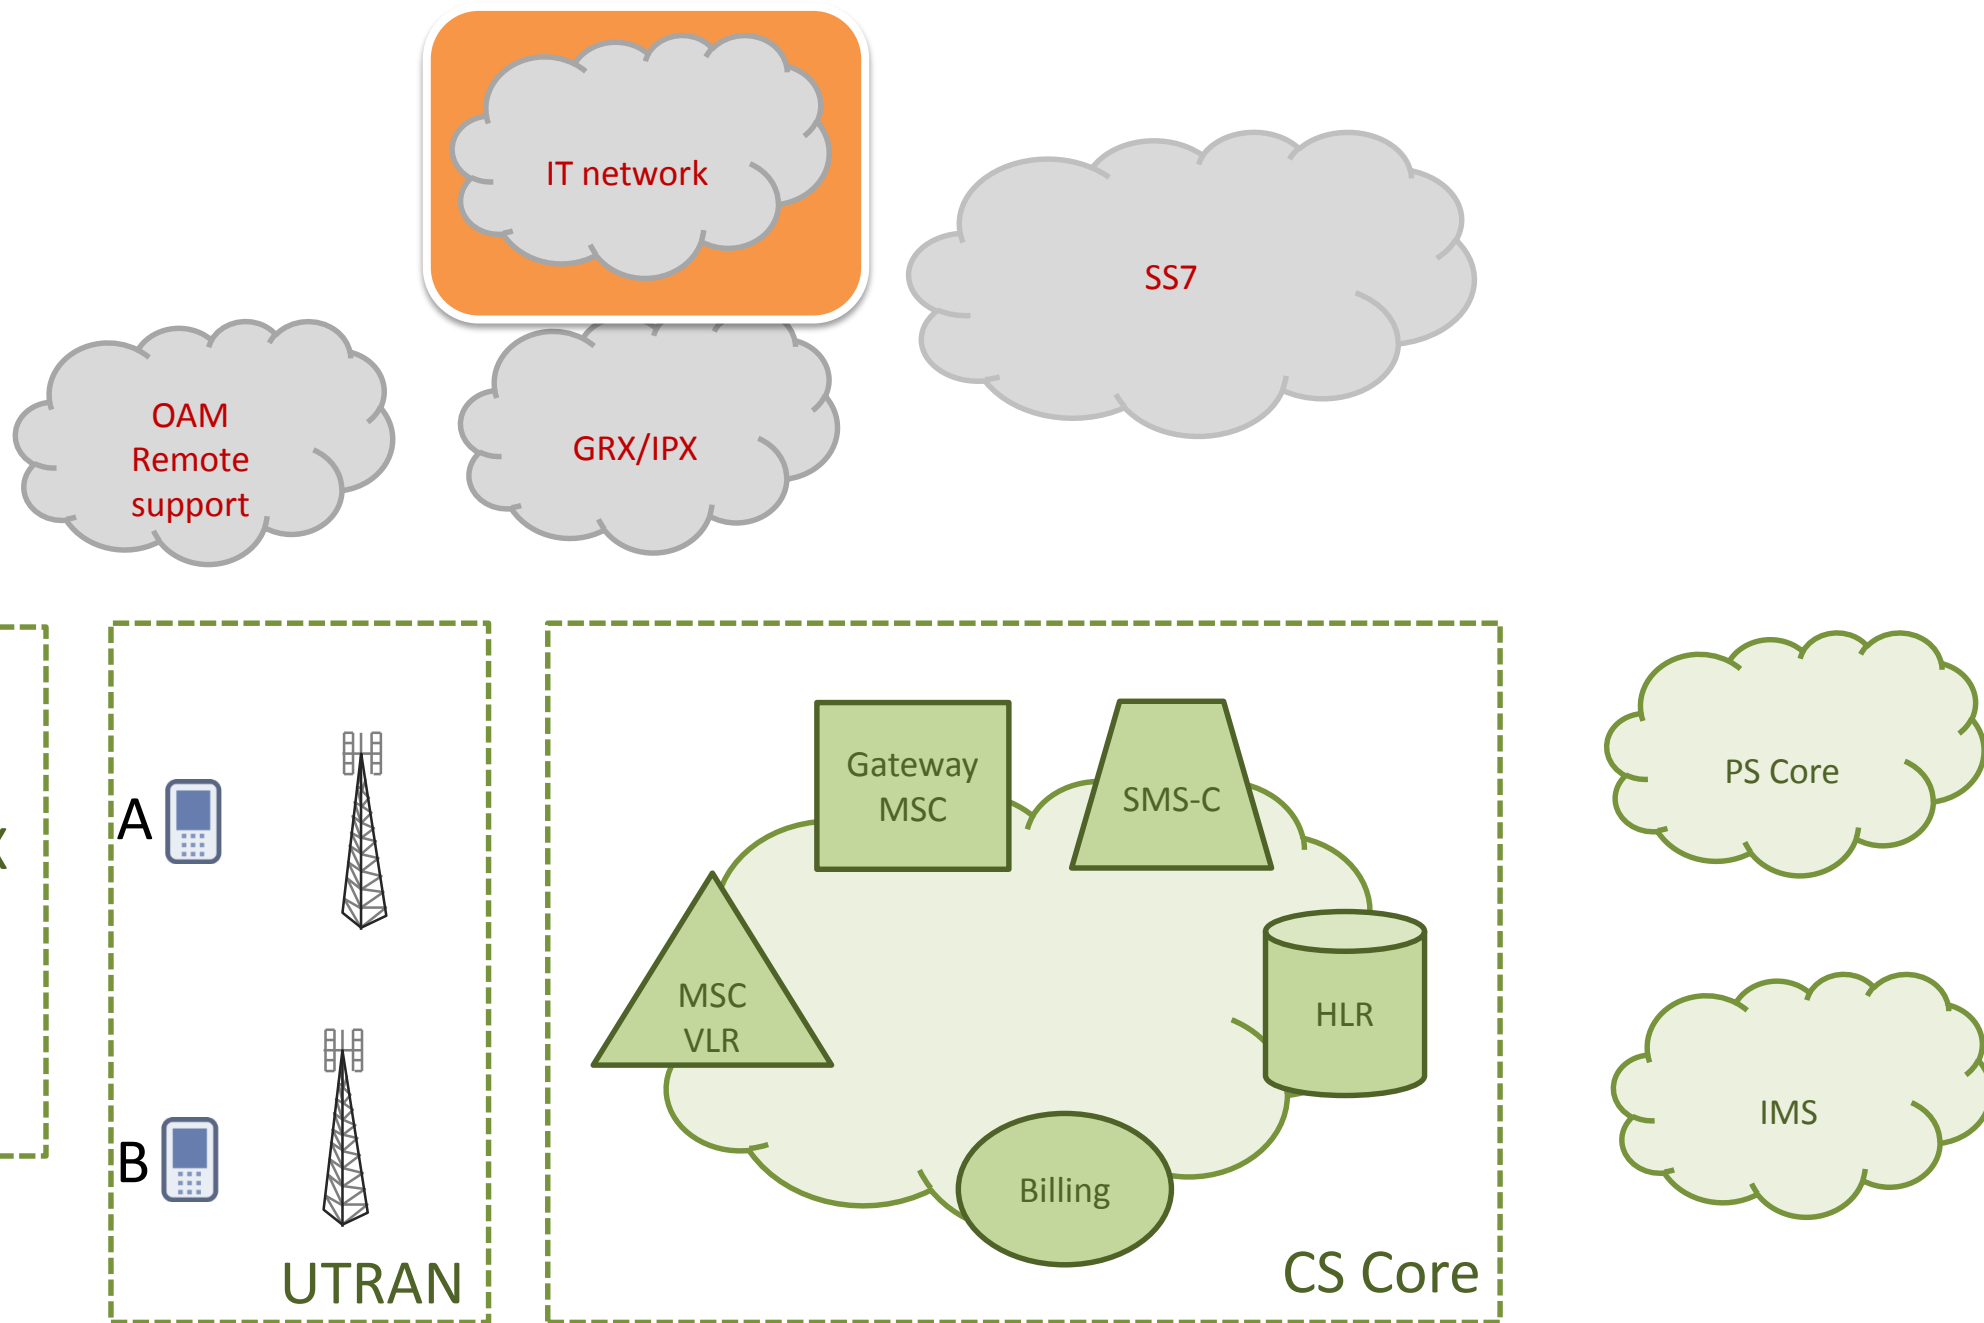 IT network
SS7
OAM
Remote
support
GRX/IPX
Gateway
MSC
SMS-C
PS Core
A
MSC
VLR
HLR
IMS
B
Billing
UTRAN
CS Core